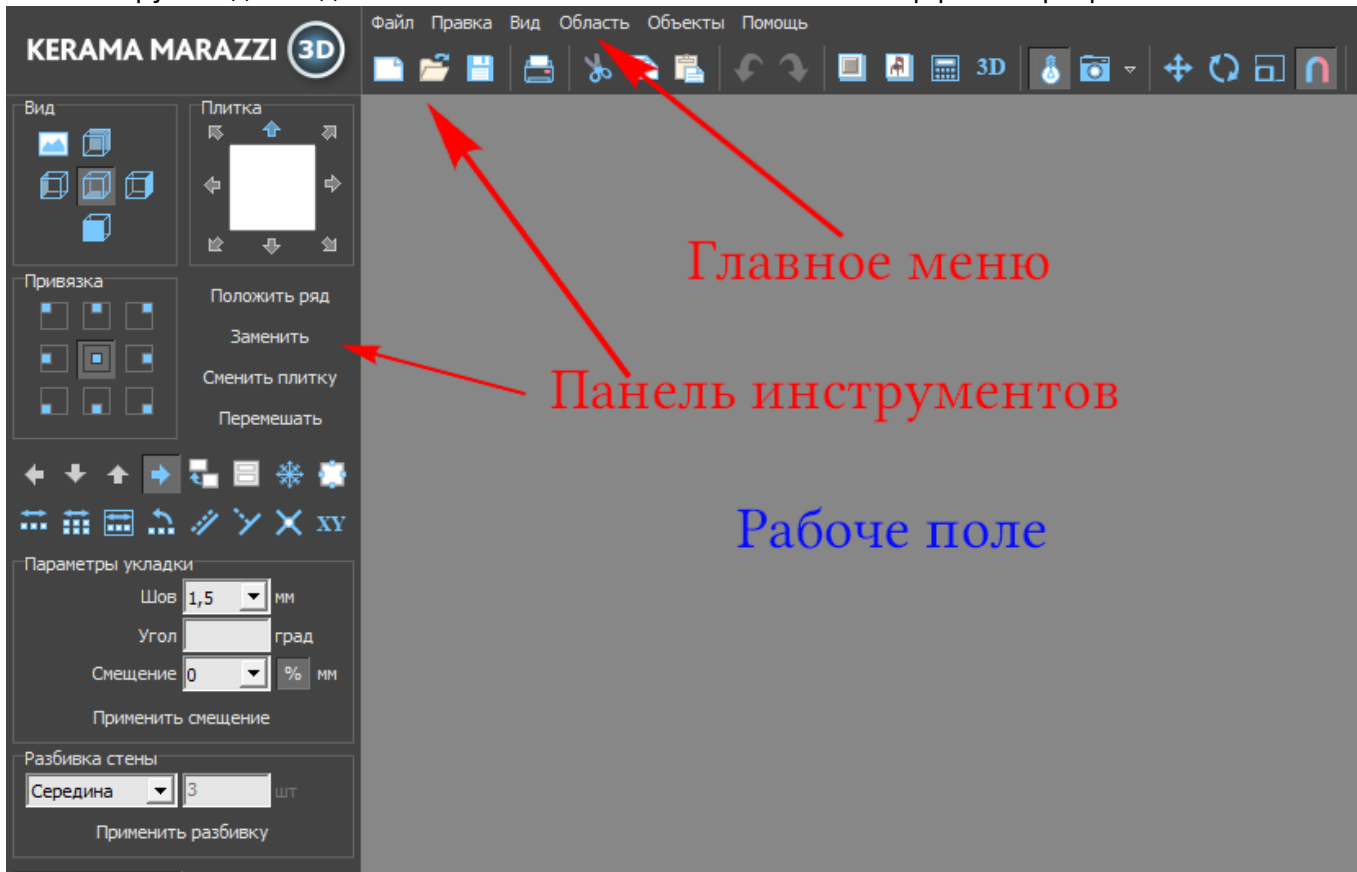 Файл Правка Вид Область Объекты Помощь
KERAMA MARAZZI 3D
3D
Вид
Плитка
Привязка
Положить ряд
Заменить
Сменить плитку
Перемешать
XY
Главное меню
Панель инструментов
Рабоче поле
Параметры укладки
Шов 1,5 мм
Угол град
Смещение 0 % мм
Применить смещение
Разбивка стены
Середина 3 шт
Применить разбивку